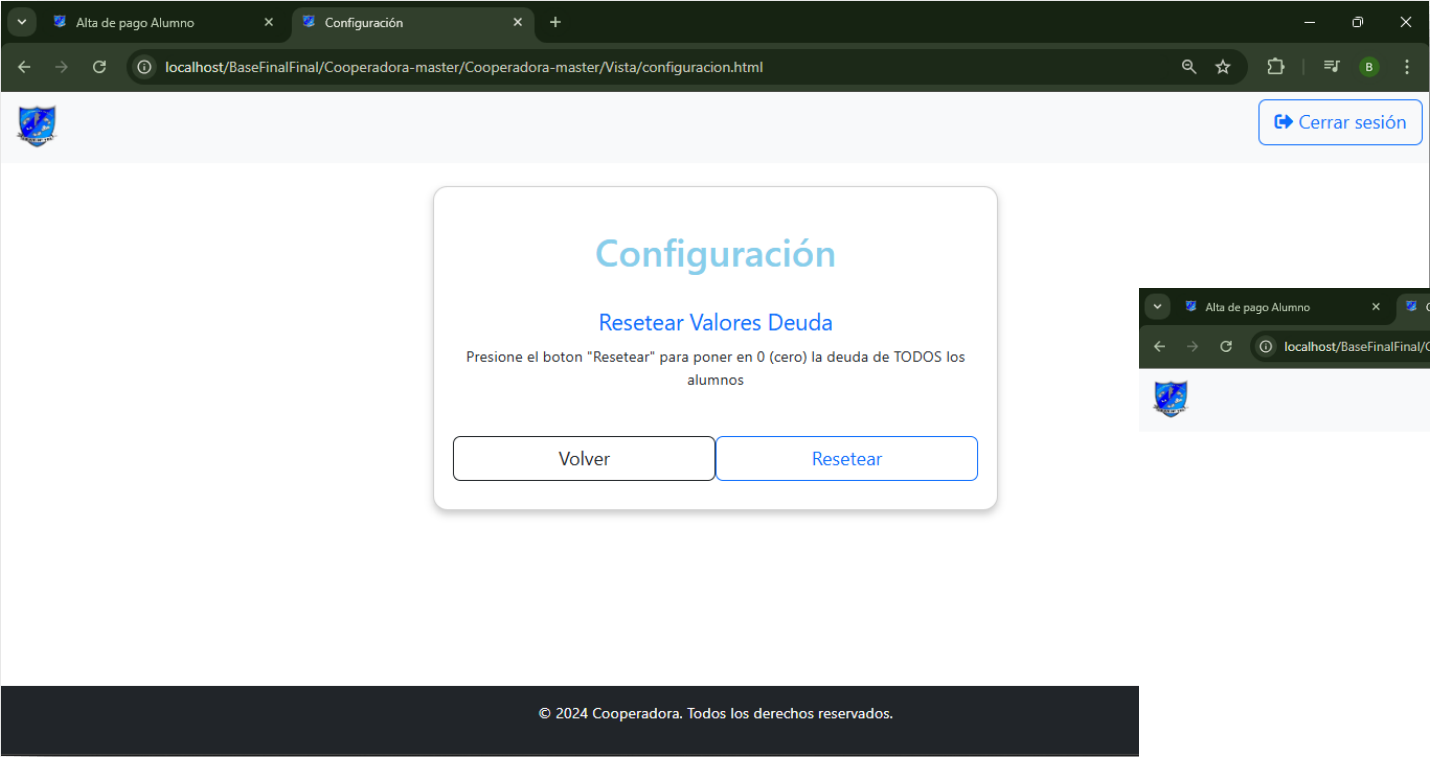 Alta de pago Alumno
Configuración
localhost/BaseFinalFinal/Cooperadora-master/Cooperadora-master/Vista/configuracion.html
B
Cerrar sesión
Configuración
Resetear Valores Deuda
Presione el boton "Resetear" para poner en 0 (cero) la deuda de TODOS los
alumnos
Volver
Resetear
© 2024 Cooperadora. Todos los derechos reservados.
Alta de pago Alumno
localhost/BaseFinalFinal/